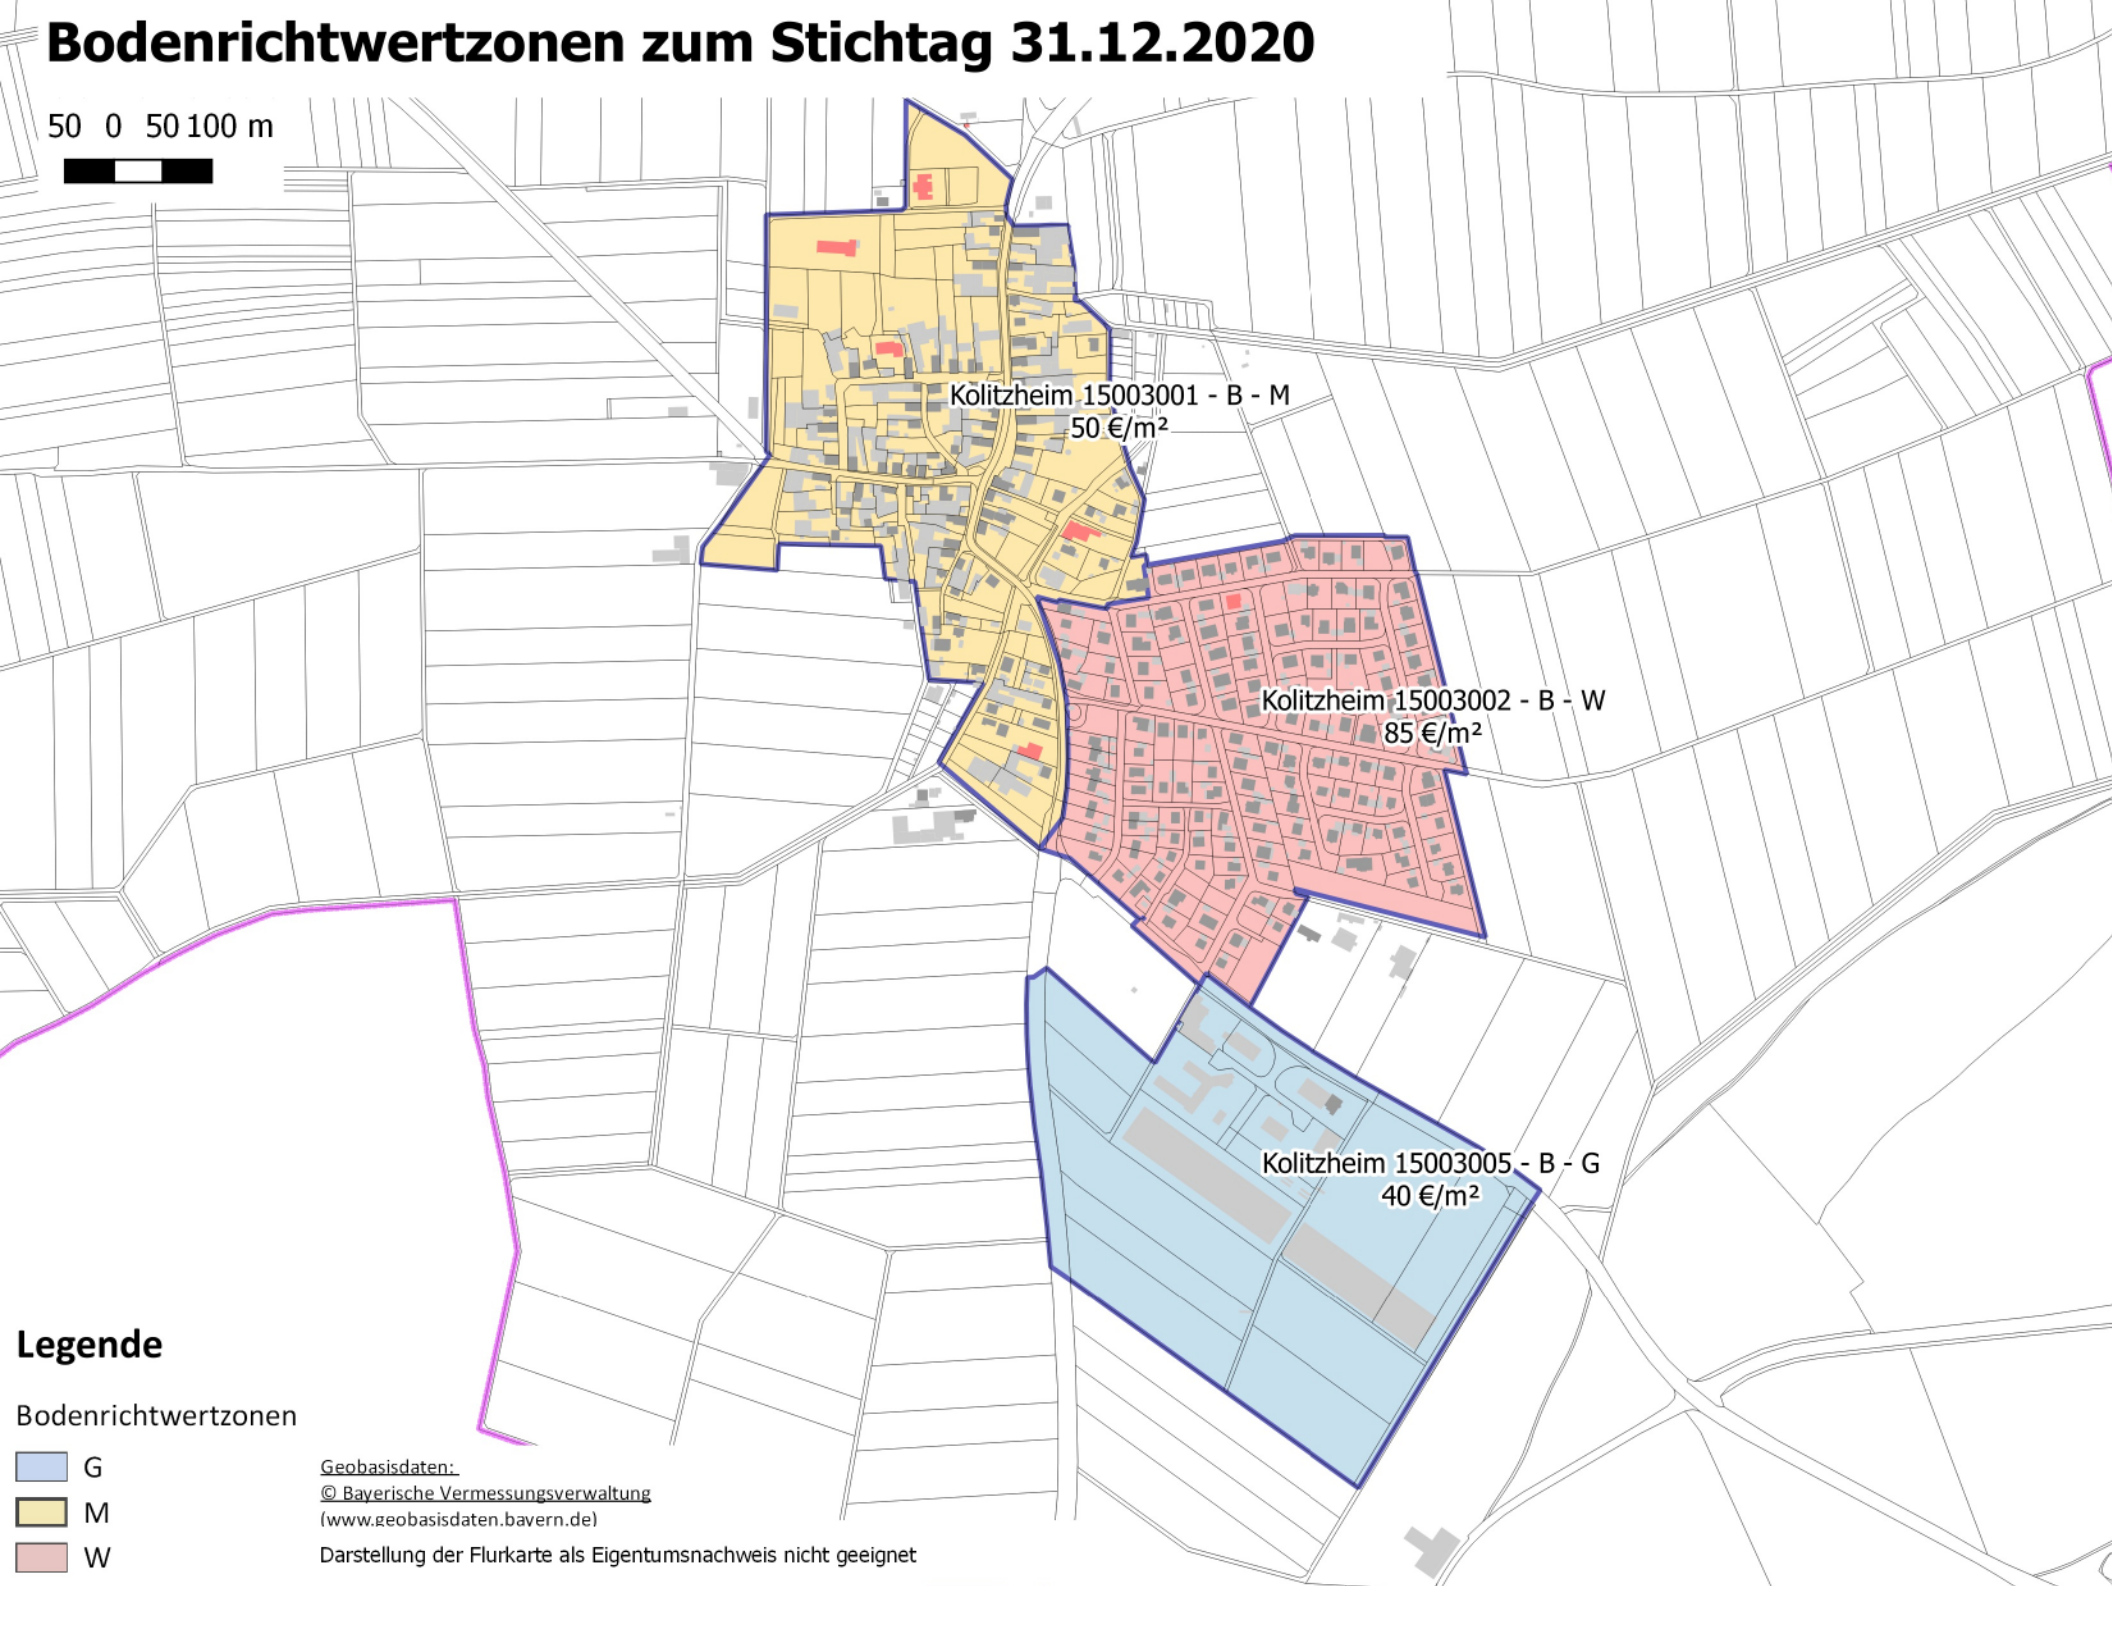 Bodenrichtwertzonen zum Stichtag 31.12.2020
50 0 50 100 m
Kolitzheim 15003001 - B - M
50 €/m²
Kolitzheim 15003002 - B - W
85 €/m²
Kolitzheim 15003005 - B - G
40 €/m²
Legende
Bodenrichtwertzonen
G
M
W
Geobasisdaten:
© Bayerische Vermessungsverwaltung
(www.geobasisdaten.bayern.de)
Darstellung der Flurkarte als Eigentumsnachweis nicht geeignet